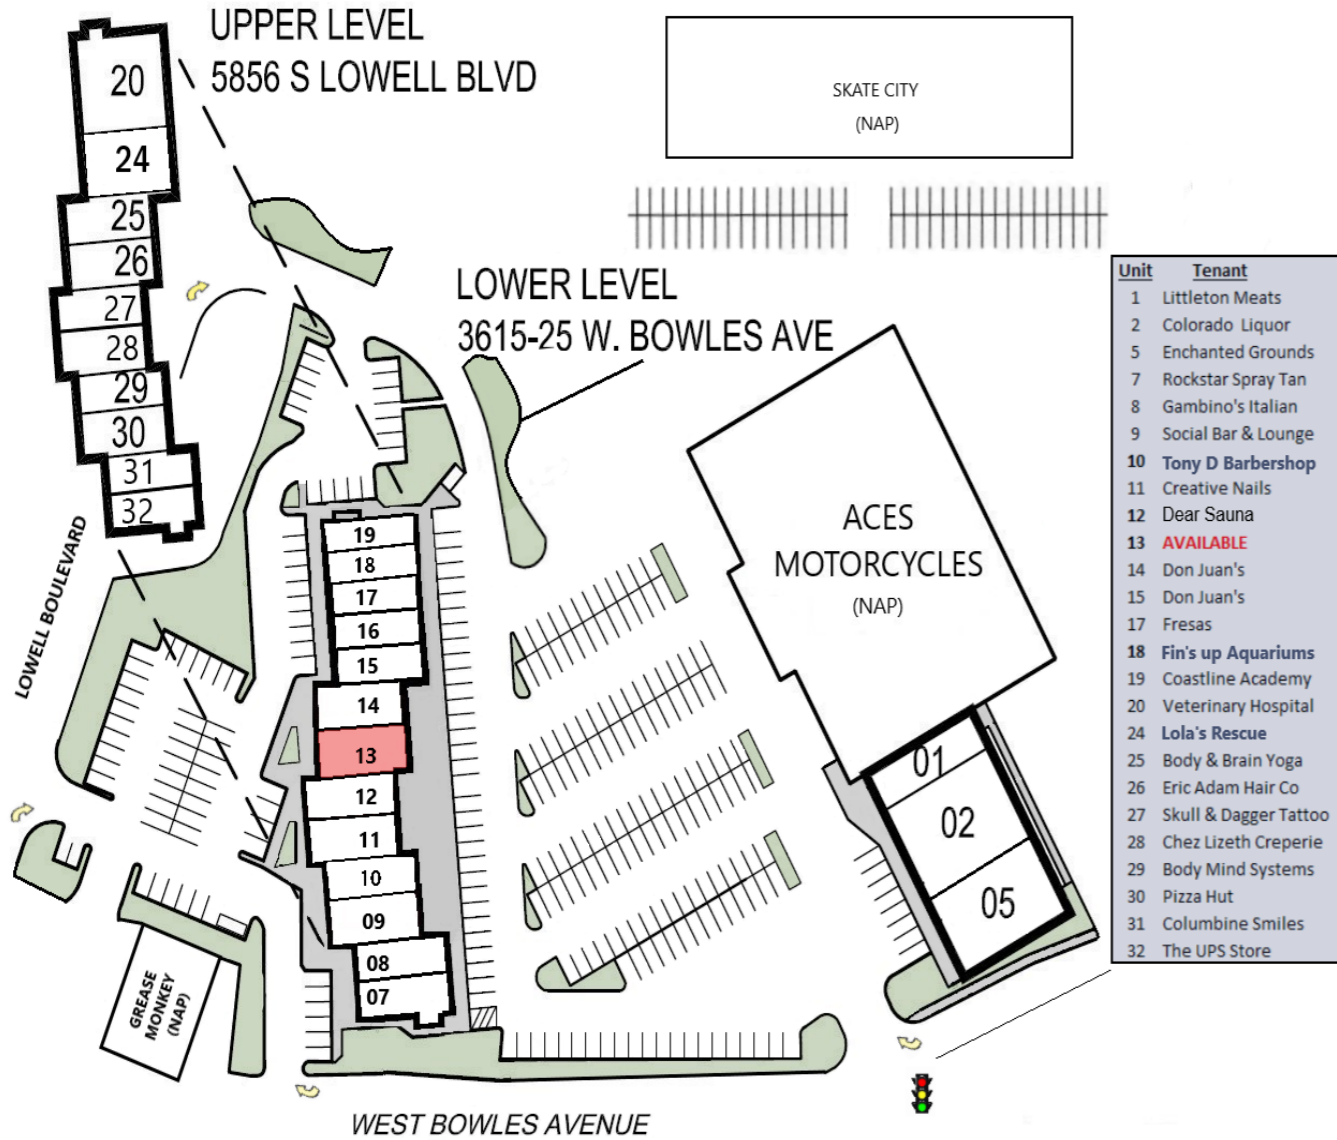 UPPER LEVEL
5856 S LOWELL BLVD
20
24
25
26
27
28
29
30
31
32
SKATE CITY
(NAP)
LOWER LEVEL
3615-25 W. BOWLES AVE
Unit Tenant
1 Littleton Meats
2 Colorado Liquor
5 Enchanted Grounds
7 Rockstar Spray Tan
8 Gambino's Italian
9 Social Bar & Lounge
10 Tony D Barbershop
11 Creative Nails
12 Dear Sauna
13 AVAILABLE
14 Don Juan's
15 Don Juan's
17 Fresas
18 Fin's up Aquariums
19 Coastline Academy
20 Veterinary Hospital
24 Lola's Rescue
25 Body & Brain Yoga
26 Eric Adam Hair Co
27 Skull & Dagger Tattoo
28 Chez Lizeth Creperie
29 Body Mind Systems
30 Pizza Hut
31 Columbine Smiles
32 The UPS Store
ACES
MOTORCYCLES
(NAP)
01
02
05
19
18
17
16
15
14
13
12
11
10
09
08
07
LOWELL BOULEVARD
GREASE
MONKEY
(NAP)
WEST BOWLES AVENUE